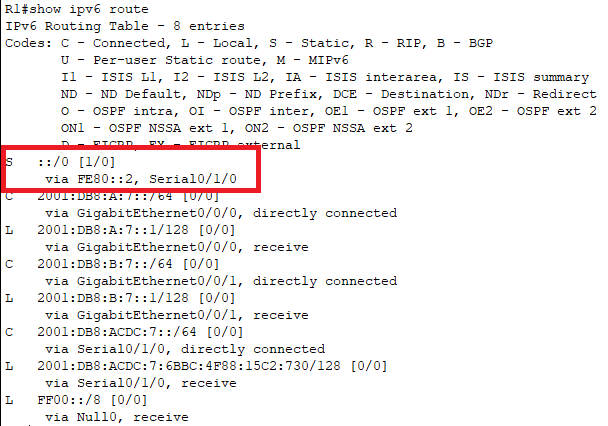 R1#show ipv6 route
IPv6 Routing Table - 8 entries
Codes: C - Connected, L - Local, S - Static, R - RIP, B - BGP
U - Per-user Static route, M - MIPv6
I1 - ISIS L1, I2 - ISIS L2, IA - ISIS interarea, IS - ISIS summary
ND - ND Default, NDp - ND Prefix, DCE - Destination, NDr - Redirect
O - OSPF intra, OI - OSPF inter, OE1 - OSPF ext 1, OE2 - OSPF ext 2
ON1 - OSPF NSSA ext 1, ON2 - OSPF NSSA ext 2
D - EIGRP, EX - EIGRP external
S ::/0 [1/0]
via FE80::2, Serial0/1/0
C 2001:DB8:A:7::/64 [0/0]
via GigabitEthernet0/0/0, directly connected
L 2001:DB8:A:7::1/128 [0/0]
via GigabitEthernet0/0/0, receive
C 2001:DB8:B:7::/64 [0/0]
via GigabitEthernet0/0/1, directly connected
L 2001:DB8:B:7::1/128 [0/0]
via GigabitEthernet0/0/1, receive
C 2001:DB8:ACDC:7::/64 [0/0]
via Serial0/1/0, directly connected
L 2001:DB8:ACDC:7:6BBC:4F88:15C2:730/128 [0/0]
via Serial0/1/0, receive
L FF00::/8 [0/0]
via Null0, receive